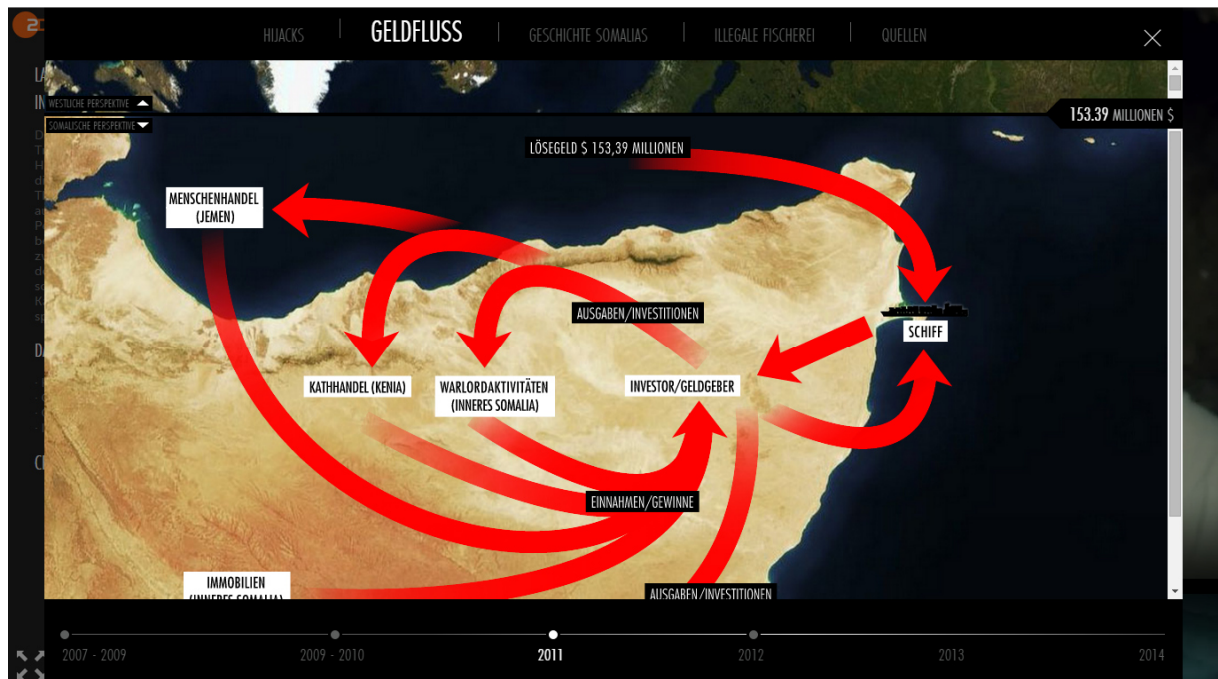 HIJACKS
GELDFLUSS
GESCHICHTE SOMALIAS
ILLEGALE FISCHEREI
QUELLEN
WESTLICHE PERSPEKTIVE
153.39 MILLIONEN $
SOMALISCHE PERSPEKTIVE
LÖSEGELD $ 153,39 MILLIONEN
MENSCHENHANDEL
(JEMEN)
AUSGABEN/INVESTITIONEN
SCHIFF
KATHHANDEL (KENIA)
WARLORDAKTIVITÄTEN
(INNERES SOMALIA)
INVESTOR/GELDGEBER
EINNAHMEN/GEWINNE
IMMOBILIEN
(INNERES SOMALIA)
AUSGABEN/INVESTITIONEN
2007 - 2009
2009 - 2010
2011
2012
2013
2014